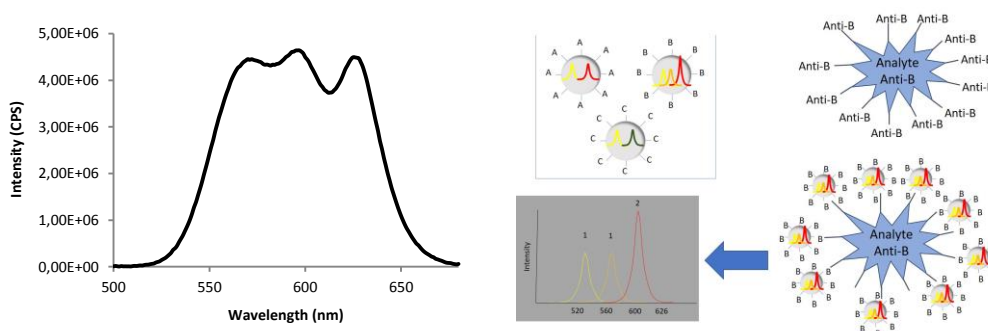 5,00E+06
4,00E+06
3,00E+06
2,00E+06
1,00E+06
0,00E+00
Intensity (CPS)
500 550 600 650
Wavelength (nm)
A A A A A A A A
B B B B B B B B
C C C C C C C C
Intensity
1 1 2
520 560 600 626
Anti-B Anti-B Anti-B
Anti-B Anti-B
Anti-B Anti-B
Anti-B Anti-B
Anti-B Anti-B
Anti-B
Analyte
Anti-B
B B B B B B B B
Analyte
Anti-B